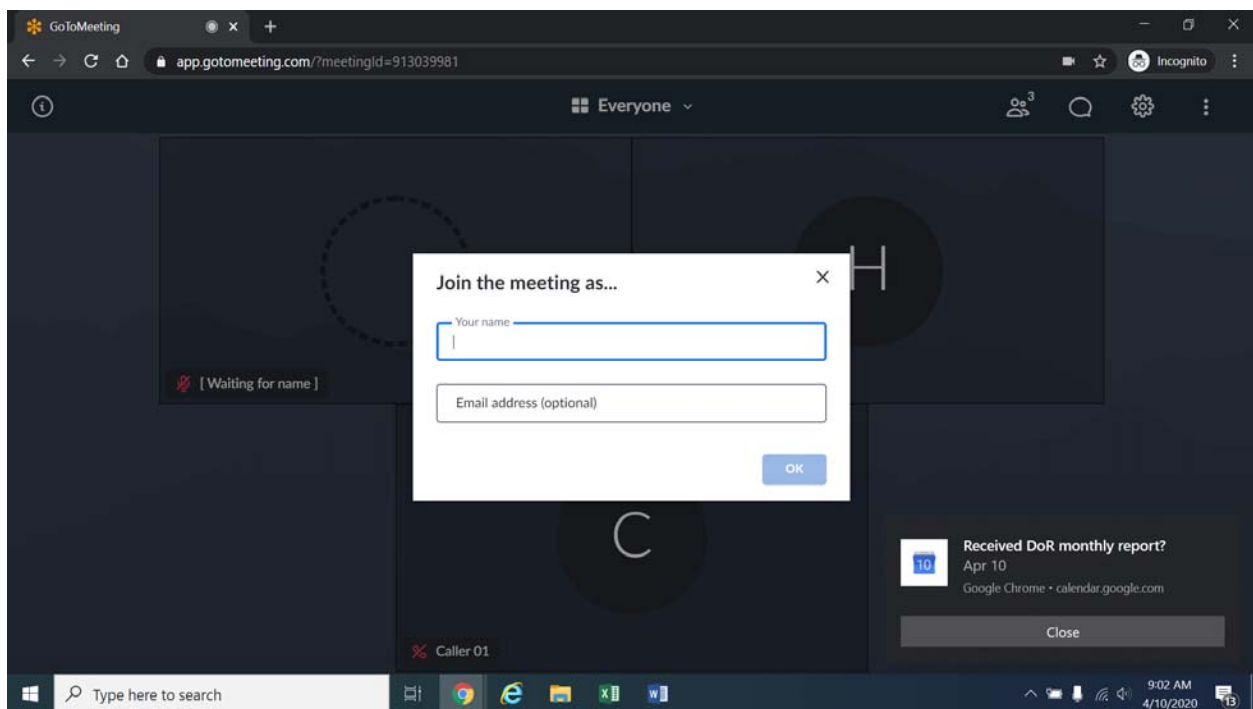 GoToMeeting
app.gotomeeting.com/?meetingId=913039981
Incognito
Everyone
3
H
Join the meeting as...
Your name
[ Waiting for name ]
Email address (optional)
OK
C
Received DoR monthly report?
10
Apr 10
Google Chrome • calendar.google.com
Close
Caller 01
Type here to search
9:02 AM
4/10/2020
13